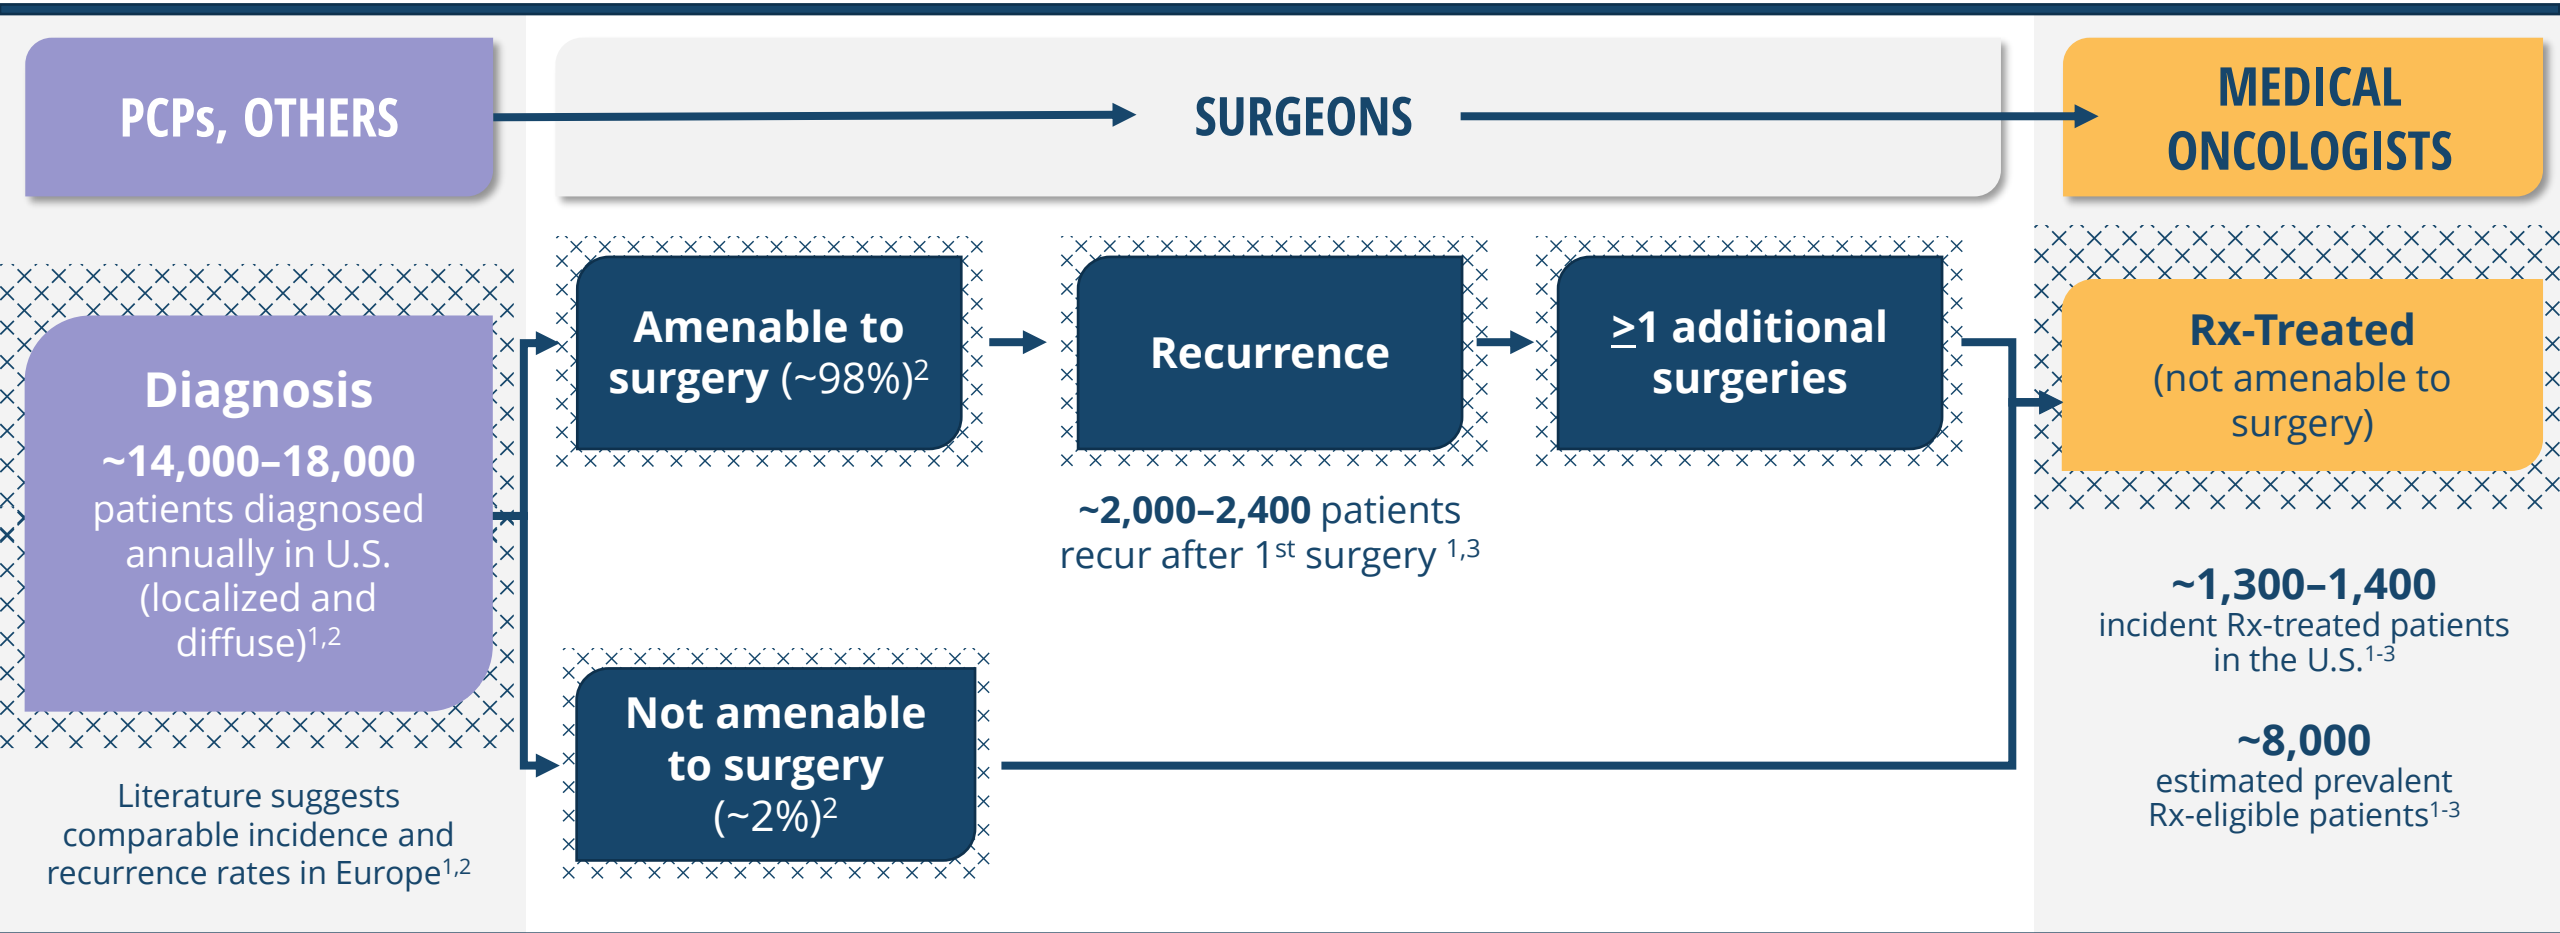 PCPs, OTHERS
SURGEONS
MEDICAL
ONCOLOGISTS
Diagnosis
~14,000–18,000
patients diagnosed
annually in U.S.
(localized and
diffuse)1,2
Literature suggests
comparable incidence and
recurrence rates in Europe1,2
Amenable to
surgery (~98%)2
Recurrence
~2,000–2,400 patients
recur after 1st surgery 1,3
≥1 additional
surgeries
Not amenable
to surgery
(~2%)2
Rx-Treated
(not amenable to
surgery)
~1,300–1,400
incident Rx-treated patients
in the U.S.1-3
~8,000
estimated prevalent
Rx-eligible patients1-3